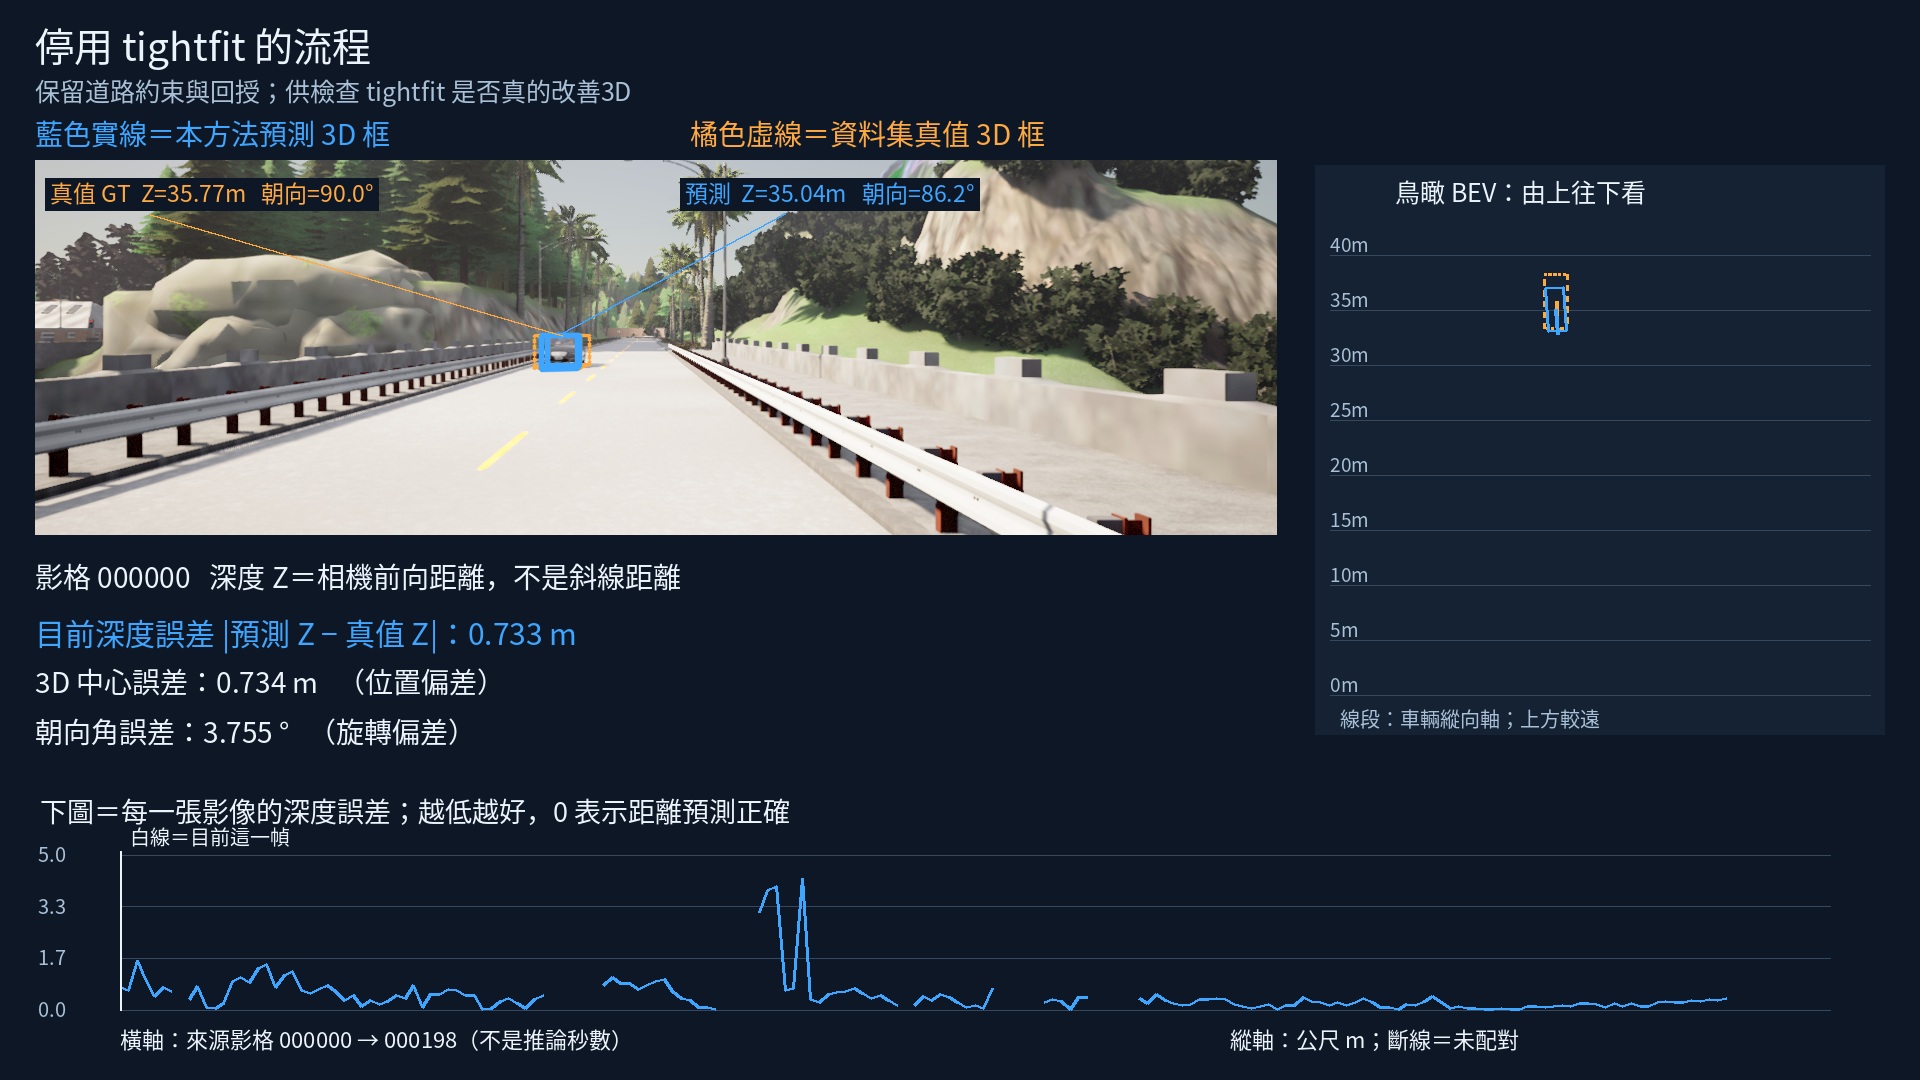 停用 tightfit 的流程
保留道路約束與回授；供檢查 tightfit 是否真的改善3D
藍色實線＝本方法預測 3D 框
橘色虛線＝資料集真值 3D 框
真值 GT Z=35.77m 朝向=90.0°
預測 Z=35.04m 朝向=86.2°
鳥瞰 BEV：由上往下看
40m
35m
30m
25m
20m
15m
10m
5m
0m
線段：車輛縱向軸；上方較遠
影格 000000 深度 Z＝相機前向距離，不是斜線距離
目前深度誤差 |預測 Z − 真值 Z|：0.733 m
3D 中心誤差：0.734 m （位置偏差）
朝向角誤差：3.755 ° （旋轉偏差）
下圖＝每一張影像的深度誤差；越低越好，0 表示距離預測正確
白線＝目前這一幀
5.0
3.3
1.7
0.0
橫軸：來源影格 000000 → 000198（不是推論秒數）
縱軸：公尺 m；斷線＝未配對